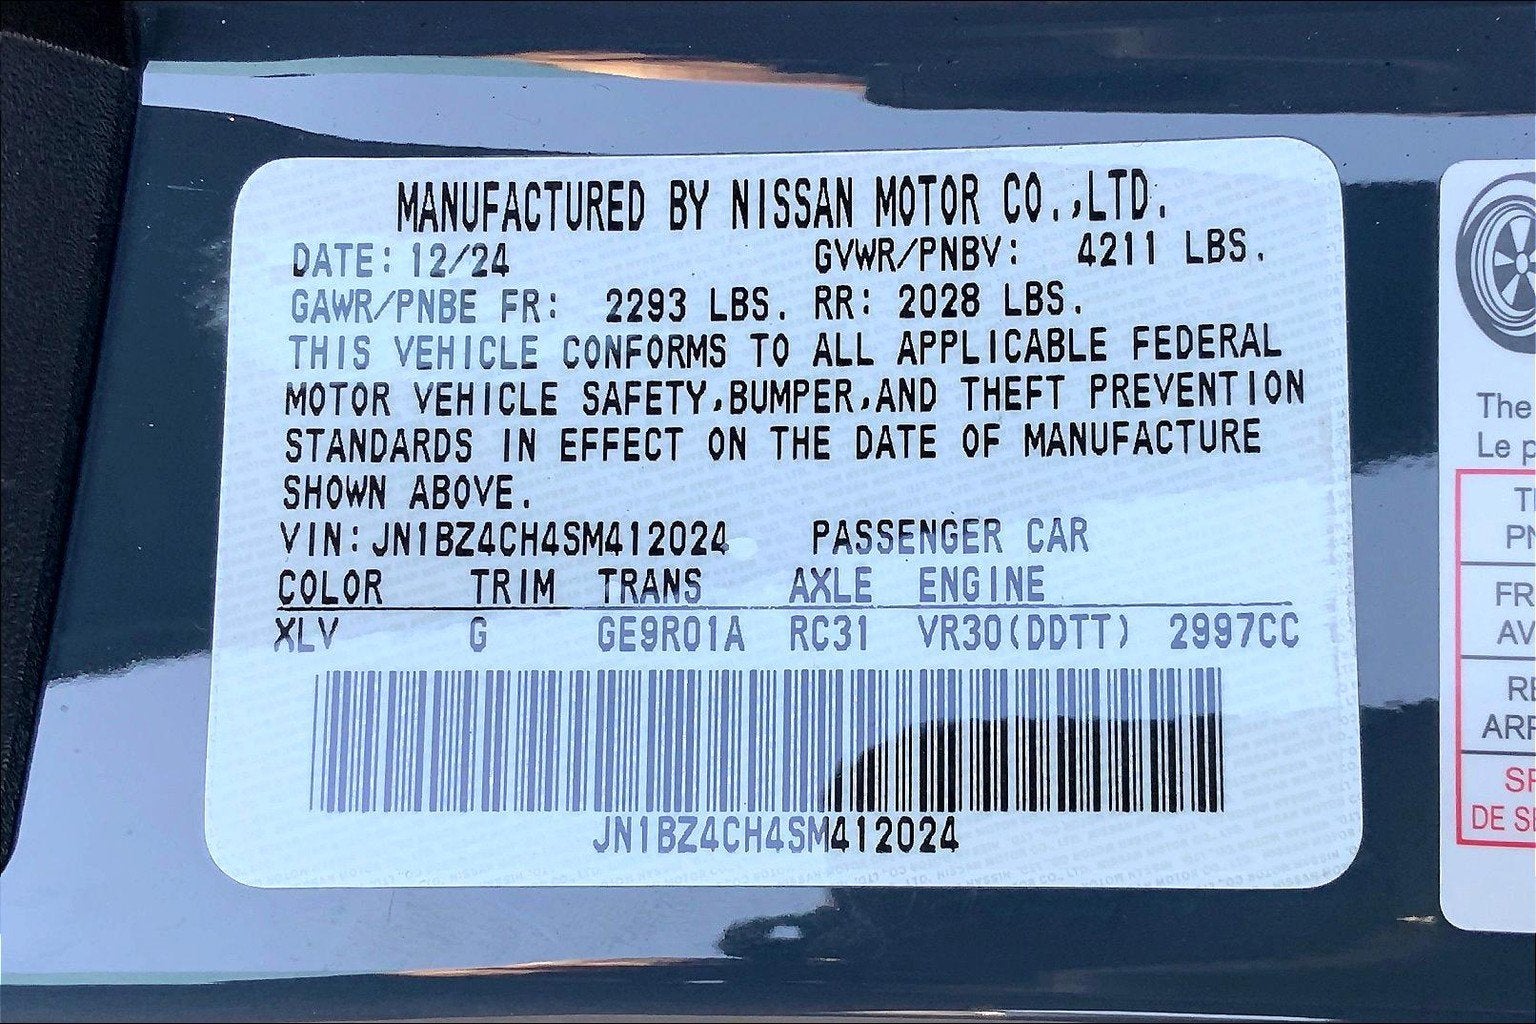 MANUFACTURED BY NISSAN MOTOR CO.,LTD.
DATE: 12/24 GVWR/PNBV: 4211 LBS.
GAWR/PNBE FR: 2293 LBS. RR: 2028 LBS.
THIS VEHICLE CONFORMS TO ALL APPLICABLE FEDERAL
MOTOR VEHICLE SAFETY,BUMPER,AND THEFT PREVENTION
STANDARDS IN EFFECT ON THE DATE OF MANUFACTURE
SHOWN ABOVE.
VIN:JN1BZ4CH4SM412024 PASSENGER CAR
COLOR TRIM TRANS AXLE ENGINE
XLV G GE9R01A RC31 VR30(DDTT) 2997CC
JN1BZ4CH4SM412024
The
Le
DE